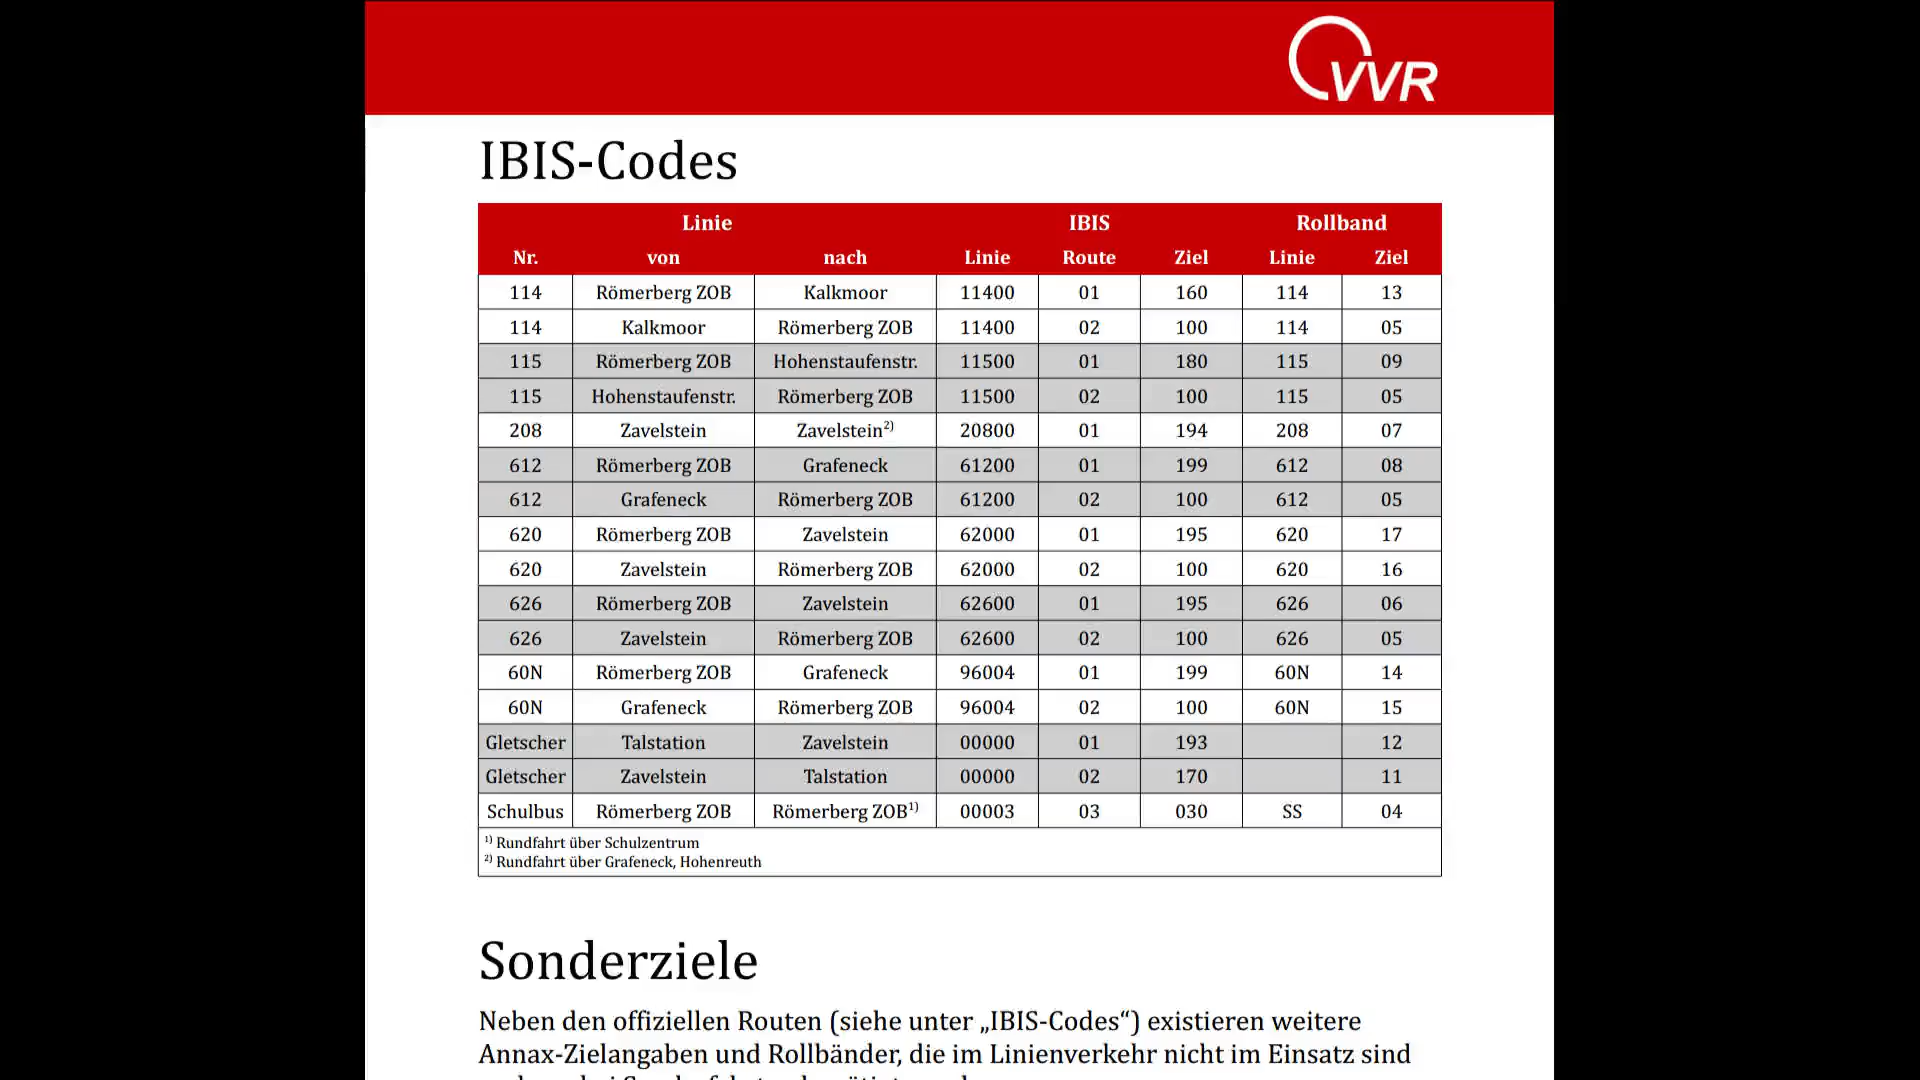 VVR
IBIS-Codes
Linie IBIS Rollband
Nr. von nach Linie Route Ziel Linie Ziel
114 Römerberg ZOB Kalkmoor 11400 01 160 114 13
114 Kalkmoor Römerberg ZOB 11400 02 100 114 05
115 Römerberg ZOB Hohenstaufenstr. 11500 01 180 115 09
115 Hohenstaufenstr. Römerberg ZOB 11500 02 100 115 05
208 Zavelstein Zavelstein²⁾ 20800 01 194 208 07
612 Römerberg ZOB Grafeneck 61200 01 199 612 08
612 Grafeneck Römerberg ZOB 61200 02 100 612 05
620 Römerberg ZOB Zavelstein 62000 01 195 620 17
620 Zavelstein Römerberg ZOB 62000 02 100 620 16
626 Römerberg ZOB Zavelstein 62600 01 195 626 06
626 Zavelstein Römerberg ZOB 62600 02 100 626 05
60N Römerberg ZOB Grafeneck 96004 01 199 60N 14
60N Grafeneck Römerberg ZOB 96004 02 100 60N 15
Gletscher Talstation Zavelstein 00000 01 193 12
Gletscher Zavelstein Talstation 00000 02 170 11
Schulbus Römerberg ZOB Römerberg ZOB¹⁾ 00003 03 030 SS 04
¹⁾ Rundfahrt über Schulzentrum
²⁾ Rundfahrt über Grafeneck, Hohenreuth
Sonderziele
Neben den offiziellen Routen (siehe unter „IBIS-Codes“) existieren weitere
Annax-Zielangaben und Rollbänder, die im Linienverkehr nicht im Einsatz sind